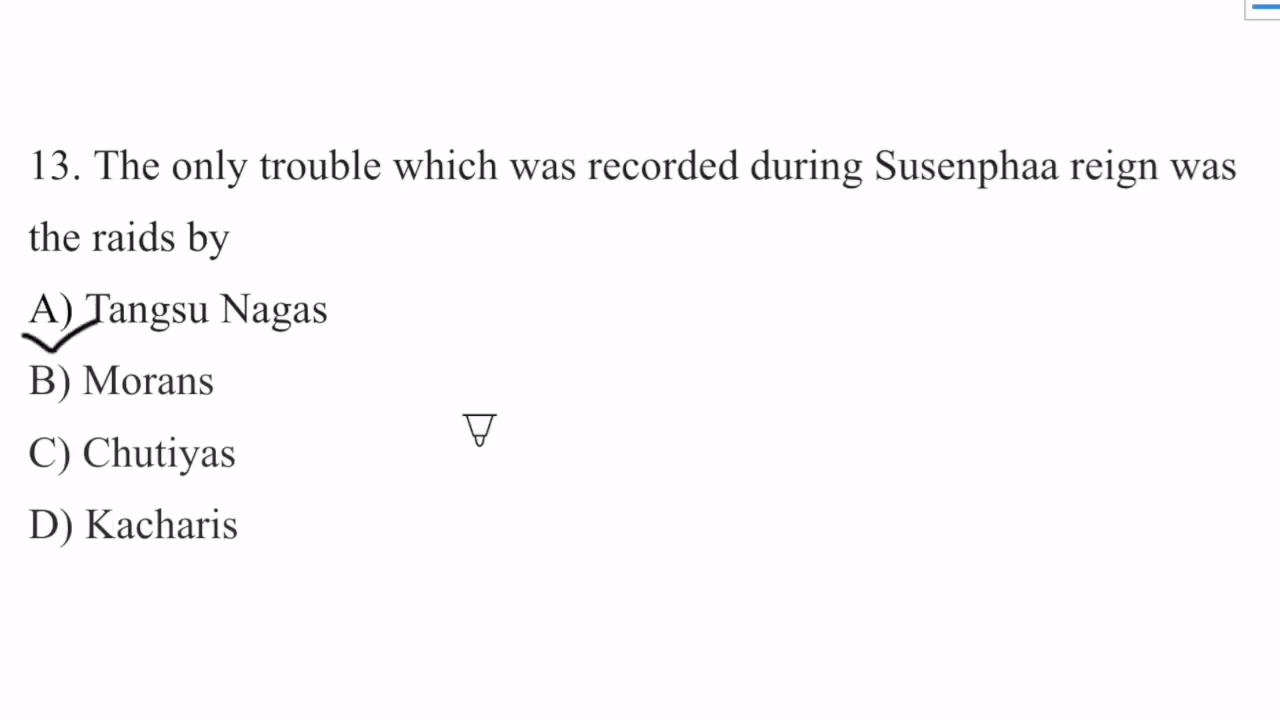 13. The only trouble which was recorded during Susenphaa reign was
the raids by
A) Tangsu Nagas
B) Morans
C) Chutiyas
D) Kacharis